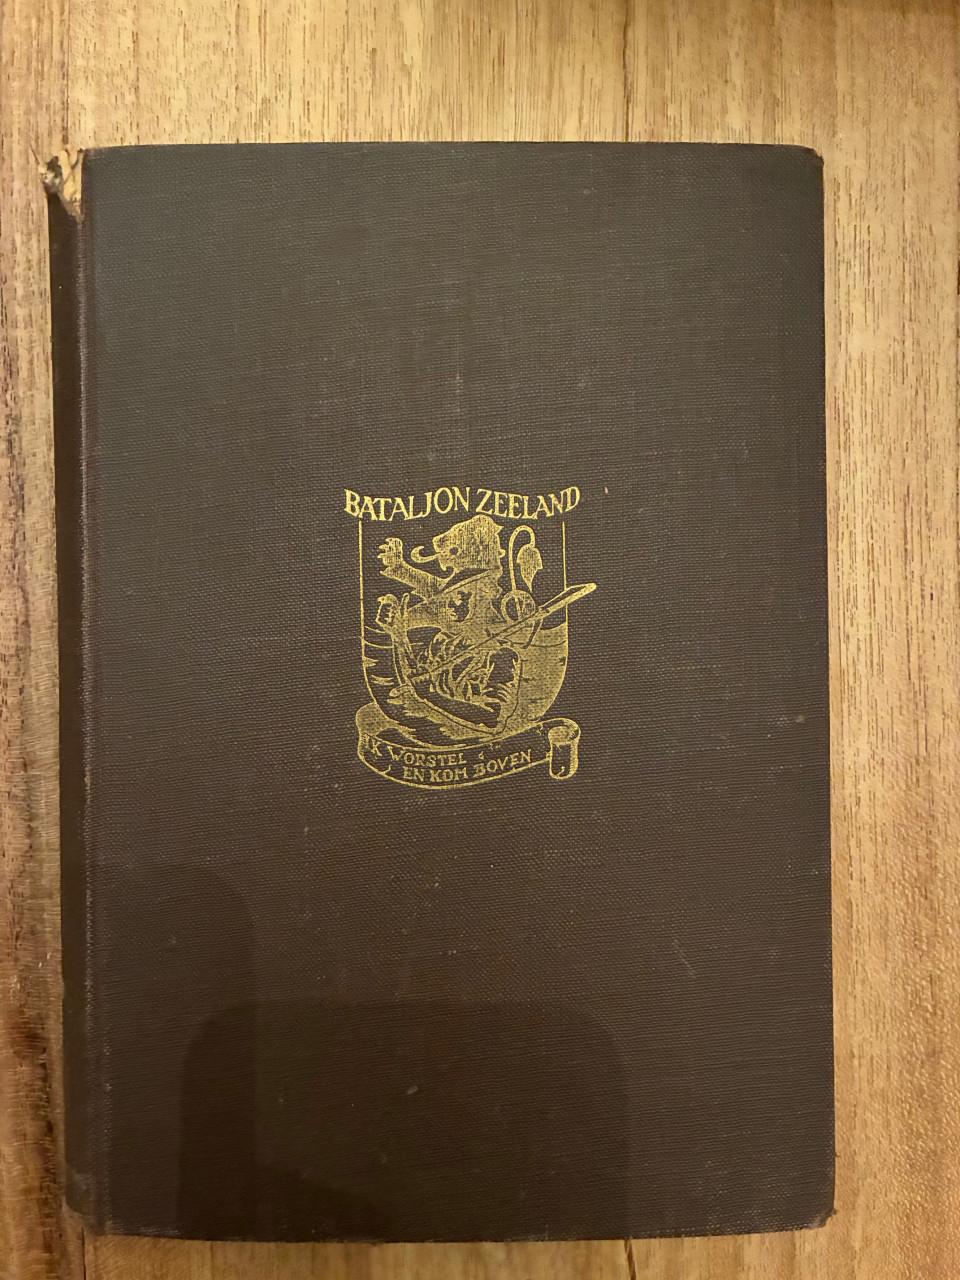 BATALJON ZEELAND
IK WORSTEL
EN KOM BOVEN